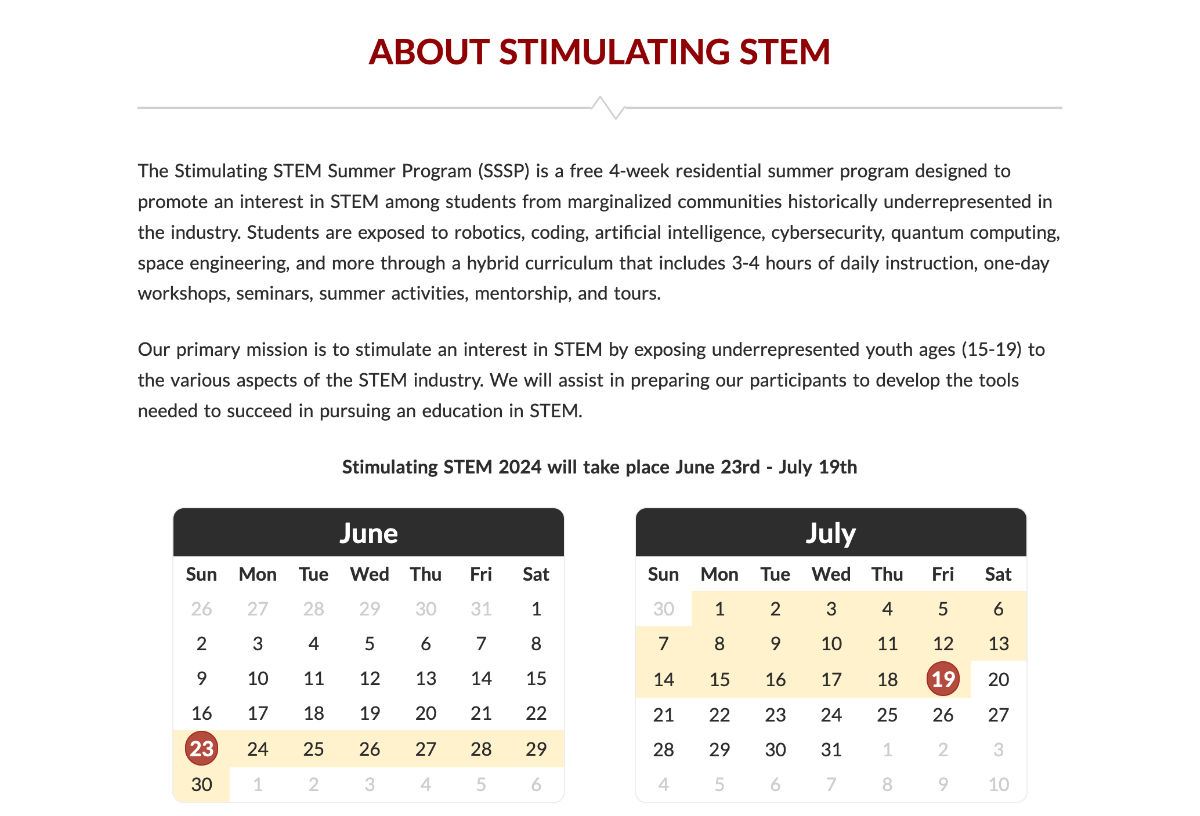 ABOUT STIMULATING STEM
The Stimulating STEM Summer Program (SSSP) is a free 4-week residential summer program designed to
promote an interest in STEM among students from marginalized communities historically underrepresented in
the industry. Students are exposed to robotics, coding, artificial intelligence, cybersecurity, quantum computing,
space engineering, and more through a hybrid curriculum that includes 3-4 hours of daily instruction, one-day
workshops, seminars, summer activities, mentorship, and tours.
Our primary mission is to stimulate an interest in STEM by exposing underrepresented youth ages (15-19) to
the various aspects of the STEM industry. We will assist in preparing our participants to develop the tools
needed to succeed in pursuing an education in STEM.
Stimulating STEM 2024 will take place June 23rd - July 19th
June
Sun Mon Tue Wed Thu Fri Sat
26 27 28 29 30 31 1
2 3 4 5 6 7 8
9 10 11 12 13 14 15
16 17 18 19 20 21 22
23 24 25 26 27 28 29
30 1 2 3 4 5 6
July
Sun Mon Tue Wed Thu Fri Sat
30 1 2 3 4 5 6
7 8 9 10 11 12 13
14 15 16 17 18 19 20
21 22 23 24 25 26 27
28 29 30 31 1 2 3
4 5 6 7 8 9 10